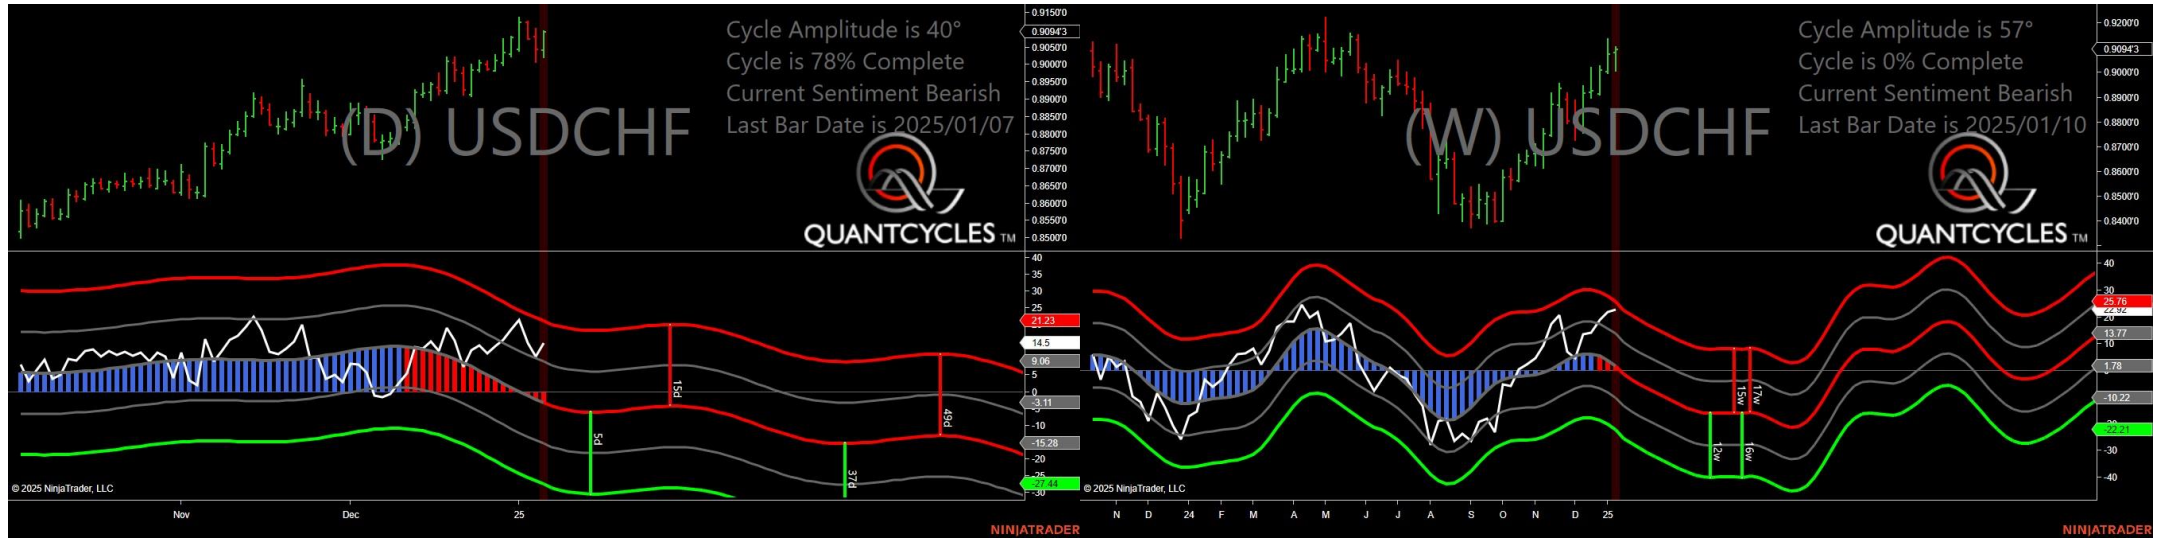 Cycle Amplitude is 40°
Cycle is 78% Complete
Current Sentiment Bearish
Last Bar Date is 2025/01/07
(D) USDCHF
QUANTCYCLES TM
0.9150'0
0.9094'3
0.9050'0
0.9000'0
0.8950'0
0.8900'0
0.8850'0
0.8800'0
0.8750'0
0.8700'0
0.8650'0
0.8600'0
0.8550'0
0.8500'0
40
35
30
25
21.23
14.5
9.06
5
0
-3.11
-10
-15.28
-20
-27.44
-30
5d
15d
37d
49d
© 2025 NinjaTrader, LLC
Nov
Dec
25
NINJATRADER
Cycle Amplitude is 57°
Cycle is 0% Complete
Current Sentiment Bearish
Last Bar Date is 2025/01/10
(W) USDCHF
QUANTCYCLES TM
0.9200'0
0.9094'3
0.9000'0
0.8900'0
0.8800'0
0.8700'0
0.8600'0
0.8500'0
0.8400'0
40
30
25.76
22.92
20
13.77
10
1.78
-10.22
-22.21
-30
-40
12w
15w
16w
17w
© 2025 NinjaTrader, LLC
N D 24 F M A M J J A S O N D 25
NINJATRADER